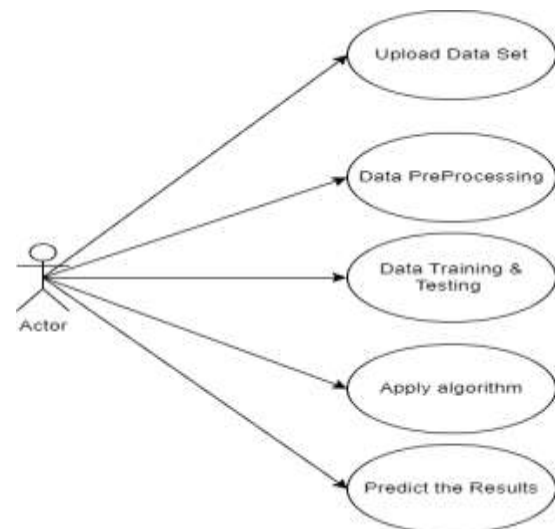 Upload Data Set
Data PreProcessing
Data Training &
Testing
Actor
Apply algorithm
Predict the Results